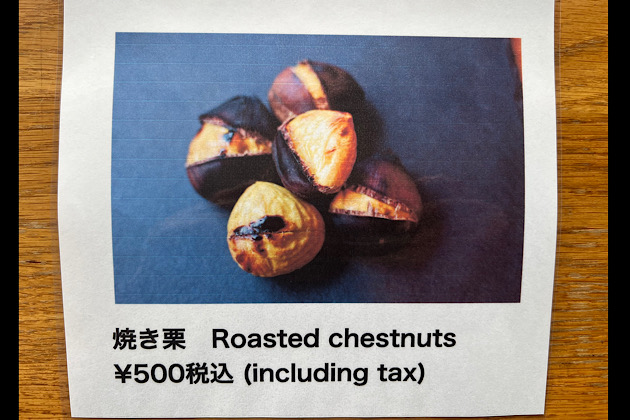 焼き栗　Roasted chestnuts
¥500税込 (including tax)